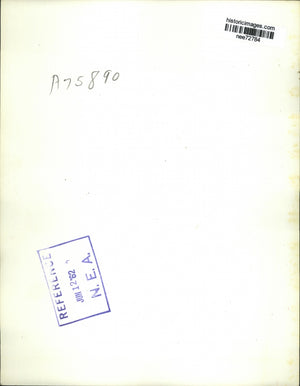 historicimages.com
nee72784
A75890
REFERENCE
JUN 12 '62
N. E. A.